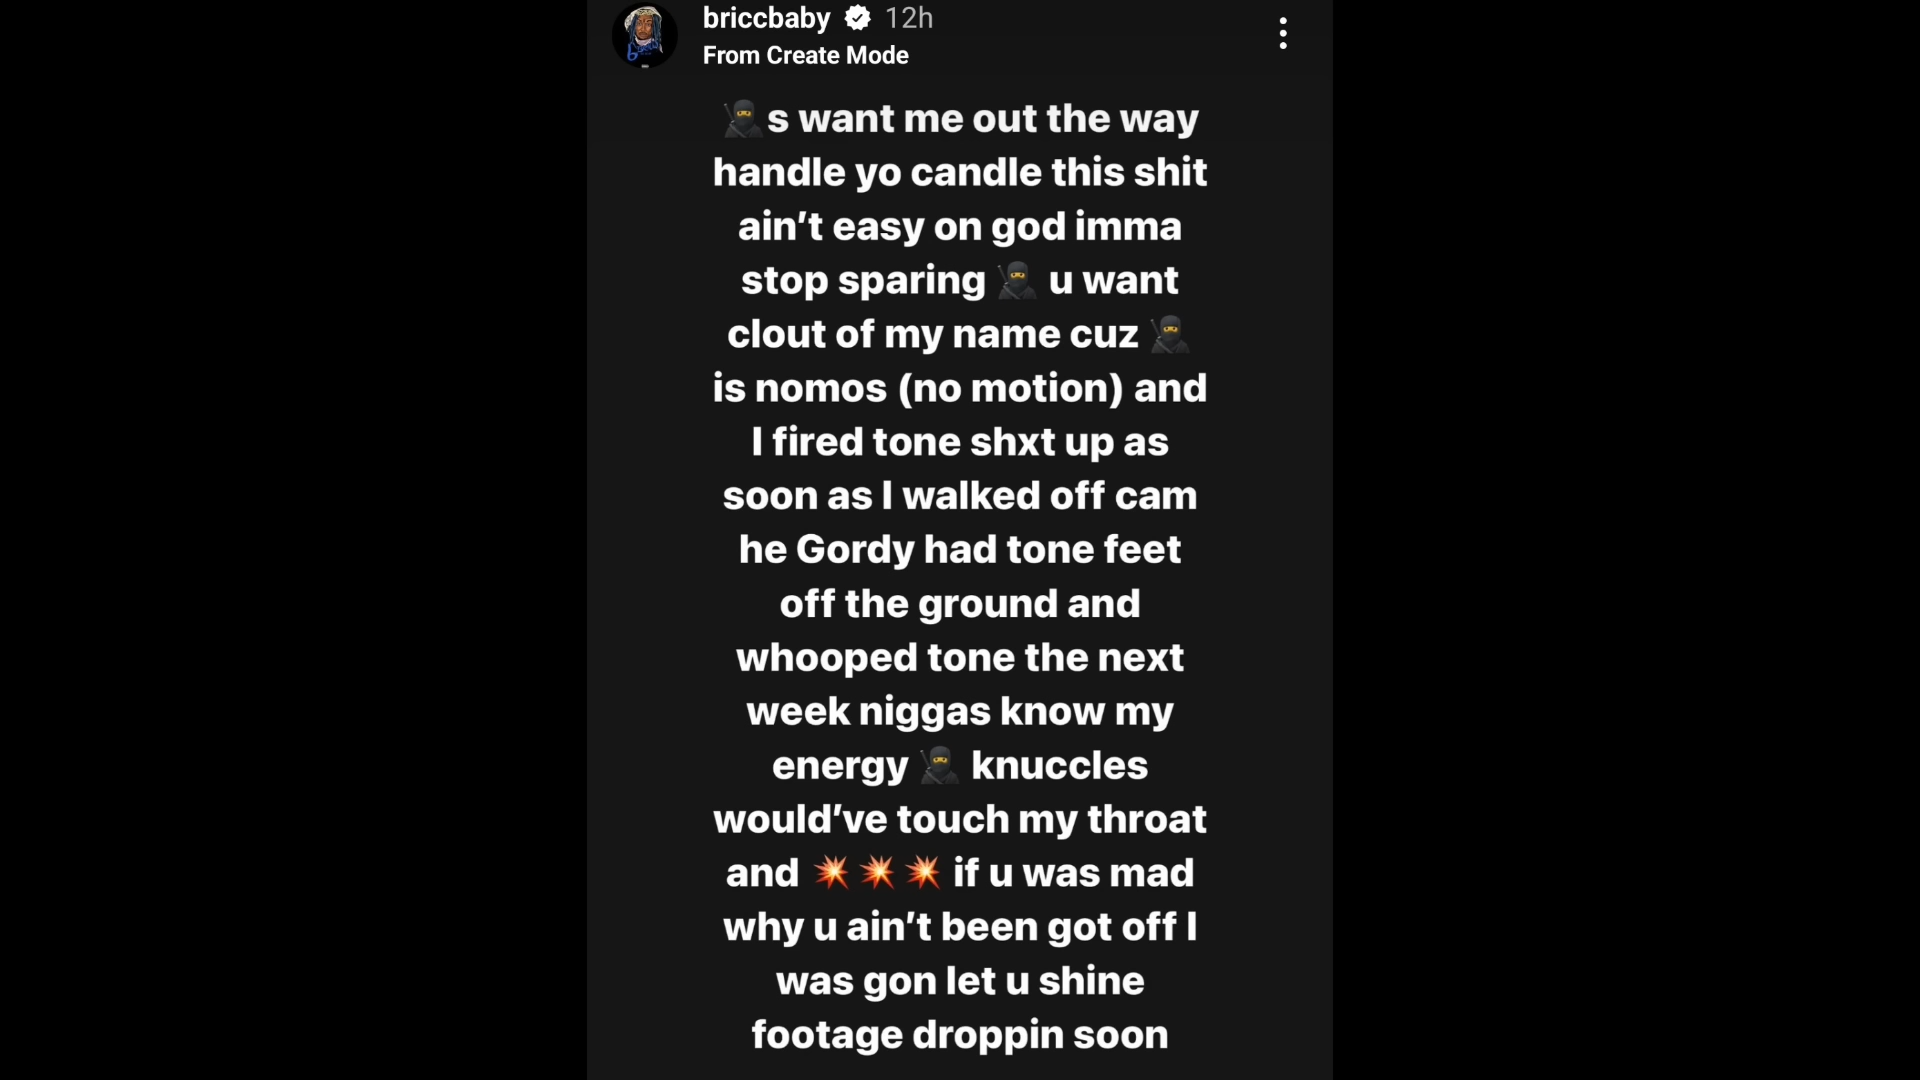 briccbaby 12h
From Create Mode
🥷s want me out the way
handle yo candle this shit
ain't easy on god imma
stop sparing 🥷 u want
clout of my name cuz 🥷
is nomos (no motion) and
I fired tone shxt up as
soon as I walked off cam
he Gordy had tone feet
off the ground and
whooped tone the next
week niggas know my
energy 🥷 knuccles
would've touch my throat
and 💥💥💥 if u was mad
why u ain't been got off I
was gon let u shine
footage droppin soon